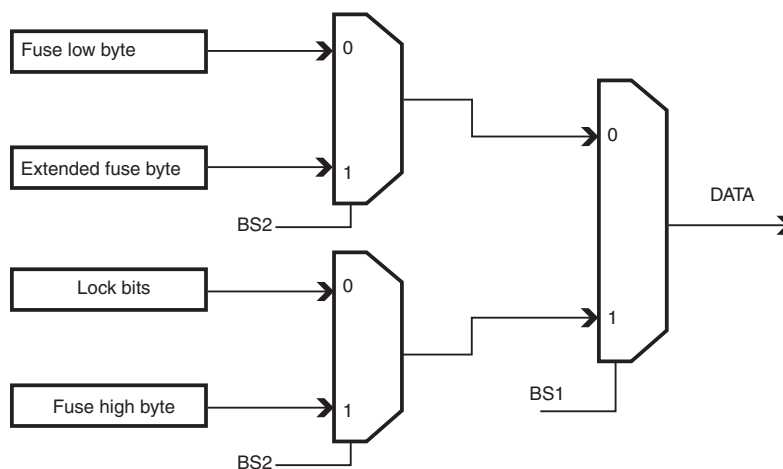 Fuse low byte
0
Extended fuse byte
1
BS2
0
DATA
Lock bits
0
1
Fuse high byte
1
BS1
BS2